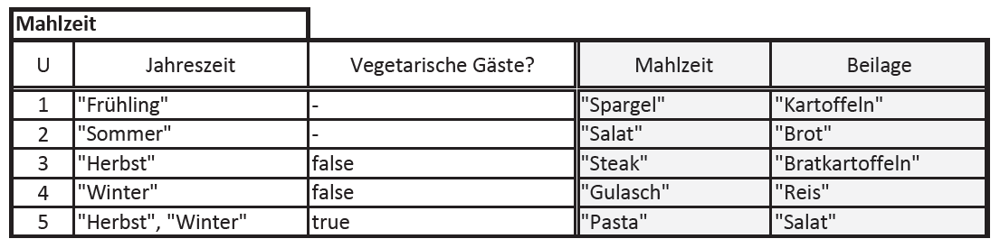 Mahlzeit
U Jahreszeit Vegetarische Gäste? Mahlzeit Beilage
1 "Frühling" - "Spargel" "Kartoffeln"
2 "Sommer" - "Salat" "Brot"
3 "Herbst" false "Steak" "Bratkartoffeln"
4 "Winter" false "Gulasch" "Reis"
5 "Herbst", "Winter" true "Pasta" "Salat"